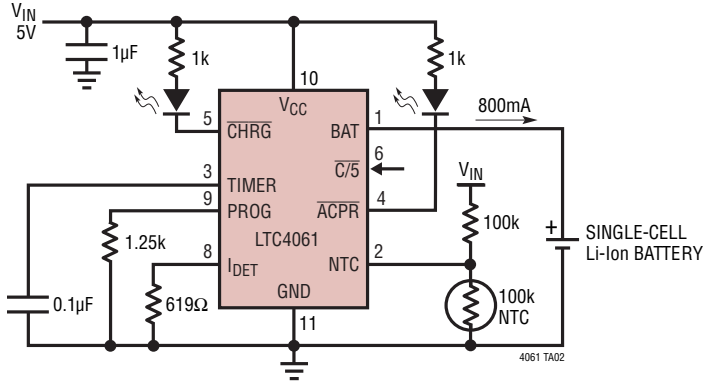 VIN
5V
1µF
1k
1k
10
VCC
800mA
5
CHRG
BAT
1
6
C/5
VIN
3
TIMER
9
PROG
ACPR
4
100k
1.25k
LTC4061
SINGLE-CELL
Li-Ion BATTERY
+
8
IDET
NTC
2
0.1µF
619Ω
GND
100k
NTC
11
4061 TA02